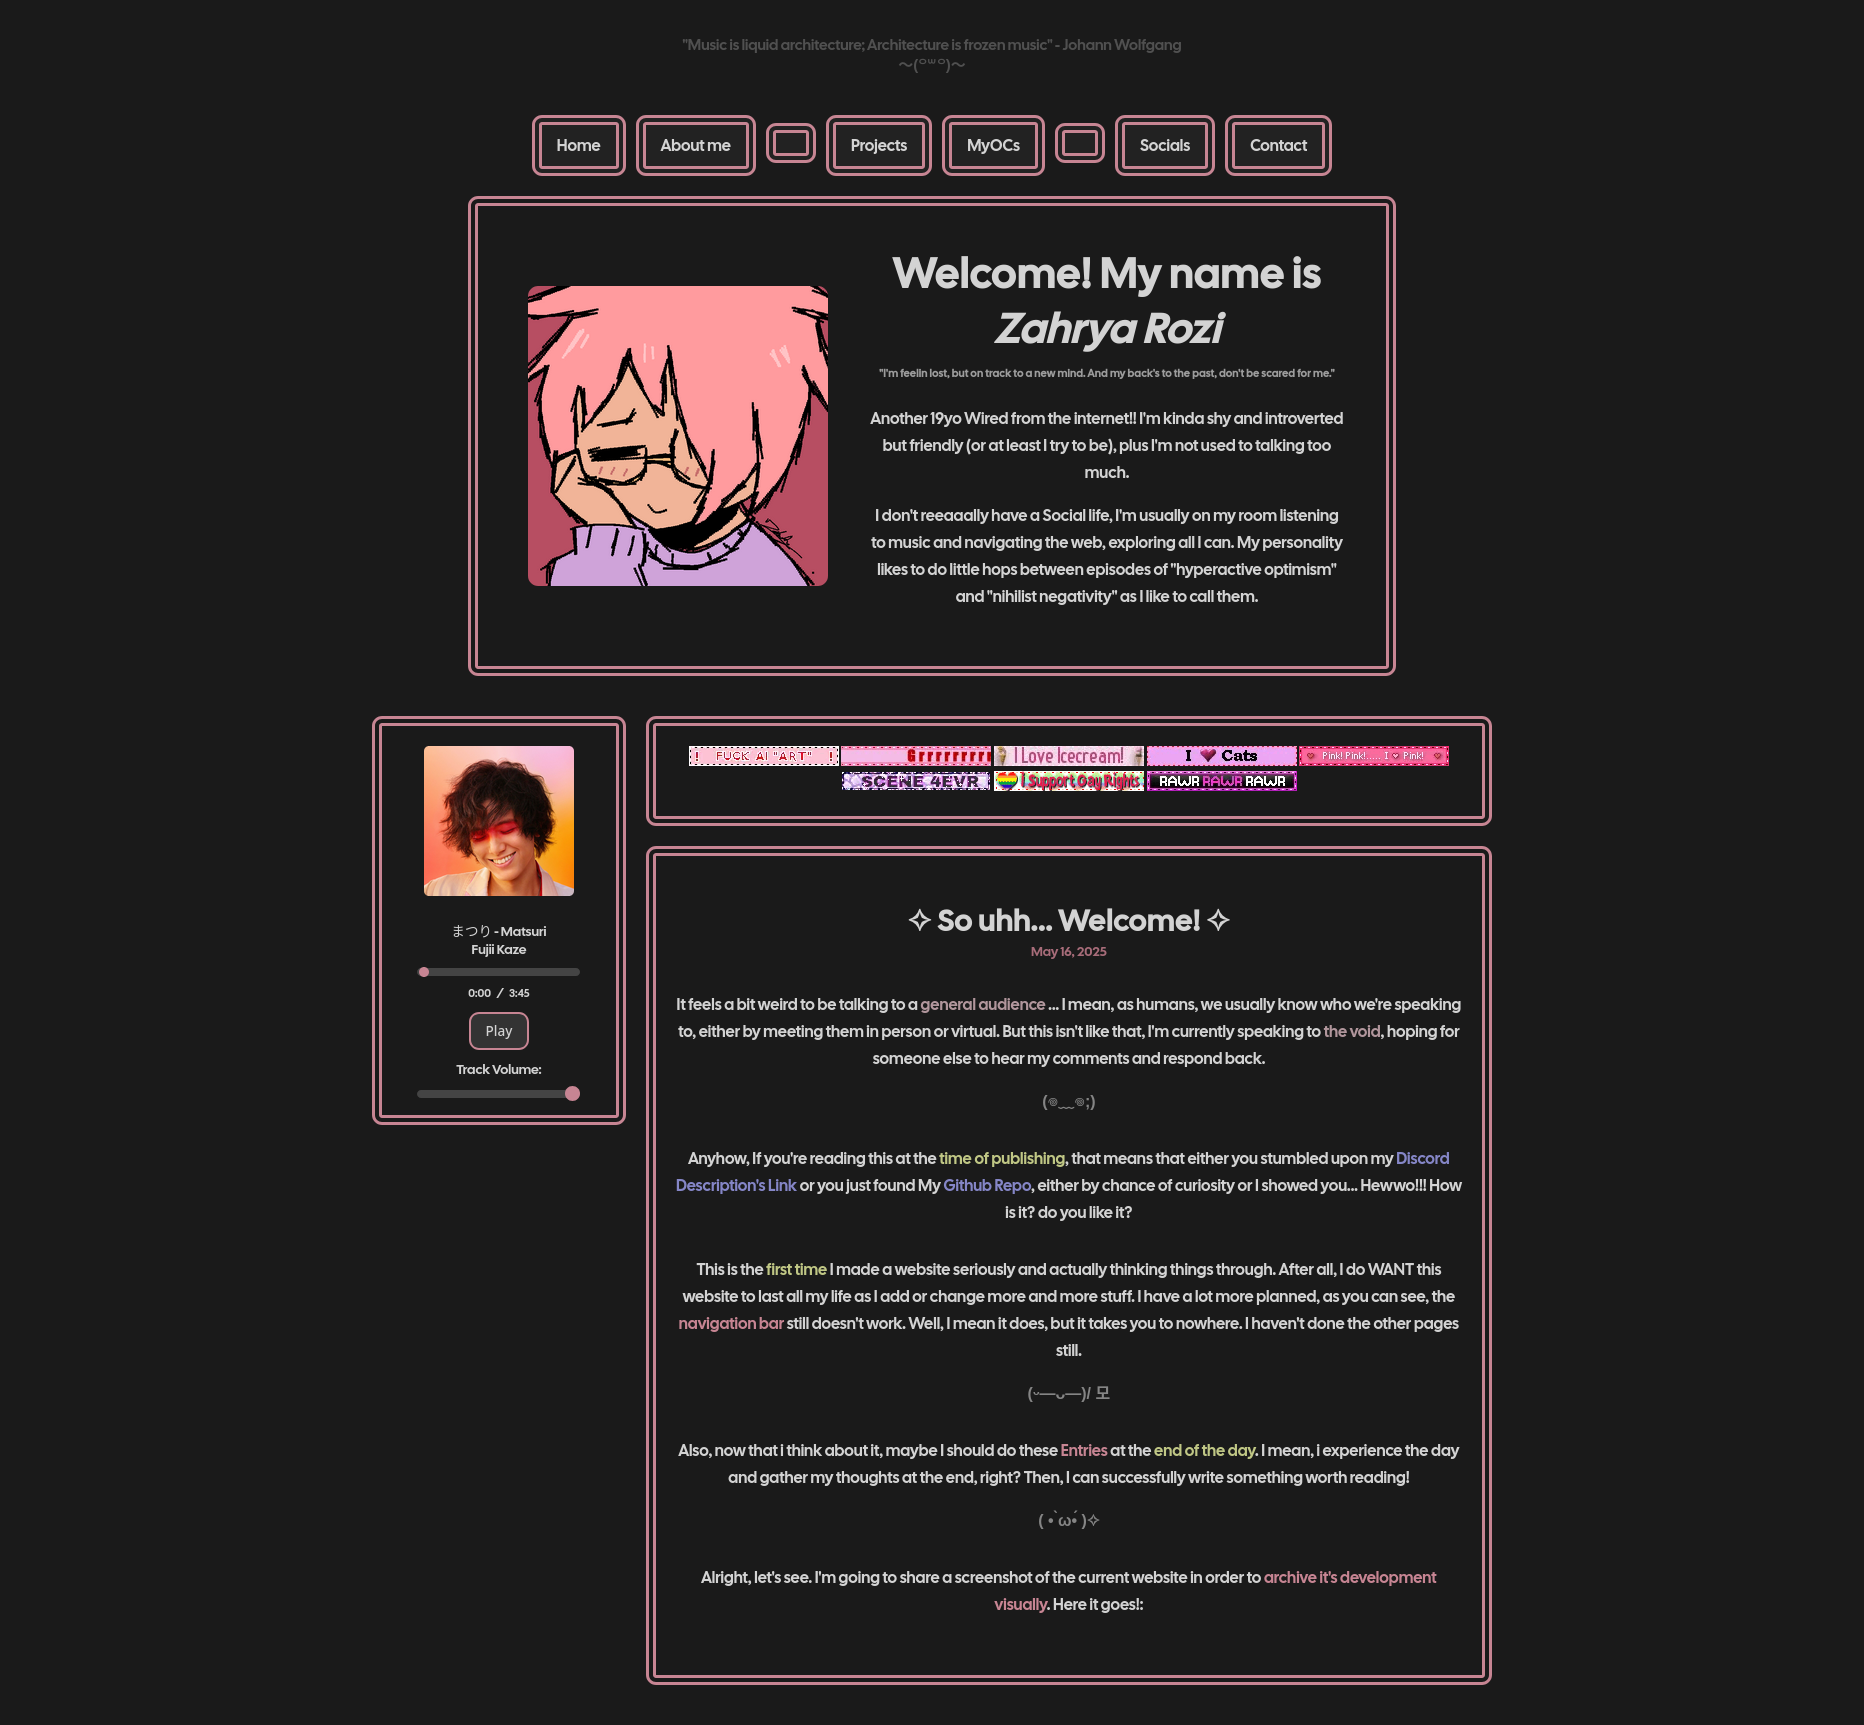 "Music is liquid architecture; Architecture is frozen music" - Johann Wolfgang
～(º꒳º)～
Home
About me
Projects
MyOCs
Socials
Contact
Welcome! My name is
Zahrya Rozi
"I'm feelin lost, but on track to a new mind. And my back's to the past, don't be scared for me."
Another 19yo Wired from the internet!! I'm kinda shy and introverted
but friendly (or at least I try to be), plus I'm not used to talking too
much.
I don't reeaaally have a Social life, I'm usually on my room listening
to music and navigating the web, exploring all I can. My personality
likes to do little hops between episodes of "hyperactive optimism"
and "nihilist negativity" as I like to call them.
まつり - Matsuri
Fujii Kaze
0:00 / 3:45
Play
Track Volume:
! FUCK AI "ART" !
Grrrrrrrr
I Love Icecream!
I Cats
Pink! Pink!..... I ♥ Pink!
SCENE 4EVR
I Support Gay Rights
RAWR RAWR RAWR
✧ So uhh... Welcome! ✧
May 16, 2025
It feels a bit weird to be talking to a general audience ... I mean, as humans, we usually know who we're speaking
to, either by meeting them in person or virtual. But this isn't like that, I'm currently speaking to the void, hoping for
someone else to hear my comments and respond back.
(๑﹏๑;)
Anyhow, If you're reading this at the time of publishing, that means that either you stumbled upon my Discord
Description's Link or you just found My Github Repo, either by chance of curiosity or I showed you... Hewwo!!! How
is it? do you like it?
This is the first time I made a website seriously and actually thinking things through. After all, I do WANT this
website to last all my life as I add or change more and more stuff. I have a lot more planned, as you can see, the
navigation bar still doesn't work. Well, I mean it does, but it takes you to nowhere. I haven't done the other pages
still.
(ᵕ—ᴗ—)/ 모
Also, now that i think about it, maybe I should do these Entries at the end of the day. I mean, i experience the day
and gather my thoughts at the end, right? Then, I can successfully write something worth reading!
( •̀ ω •́ )✧
Alright, let's see. I'm going to share a screenshot of the current website in order to archive it's development
visually. Here it goes!: